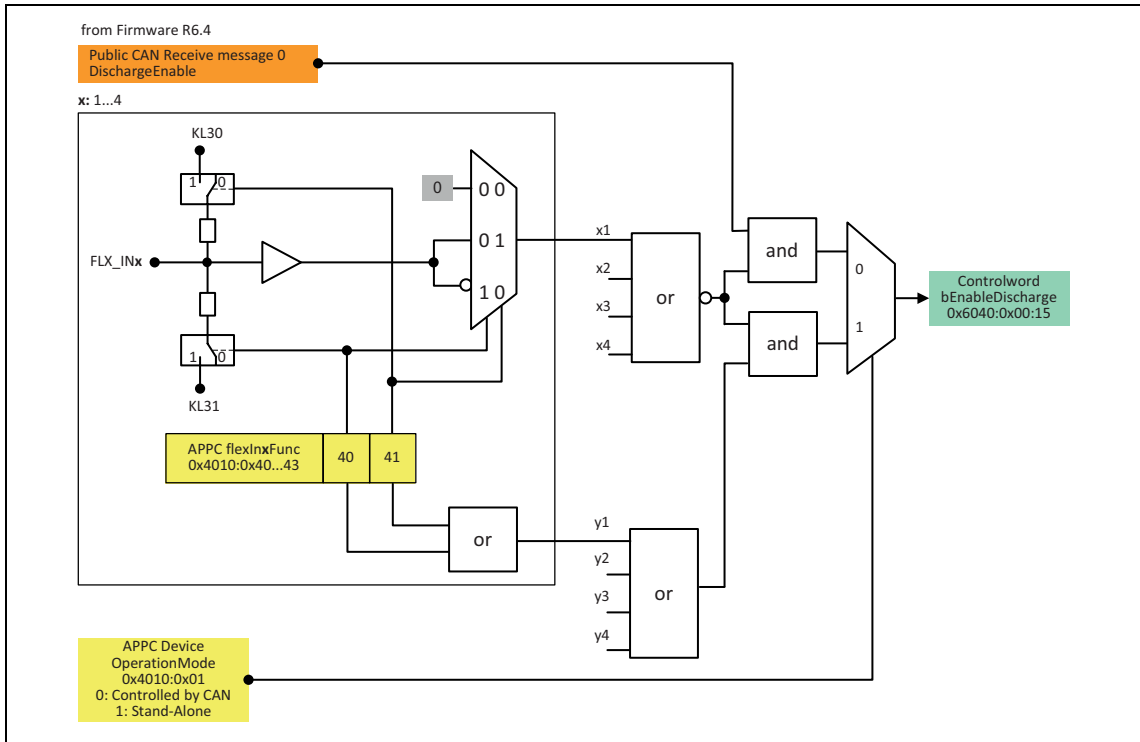 from Firmware R6.4
Public CAN Receive message 0
DischargeEnable
x: 1...4
KL30
1 0
0
0 0
0 1
1 0
FLX_INx
1 0
KL31
APPC flexInxFunc
0x4010:0x40...43
40
41
or
x1
x2
x3
x4
or
and
and
0
1
Controlword
bEnableDischarge
0x6040:0x00:15
y1
y2
y3
y4
or
APPC Device
OperationMode
0x4010:0x01
0: Controlled by CAN
1: Stand-Alone